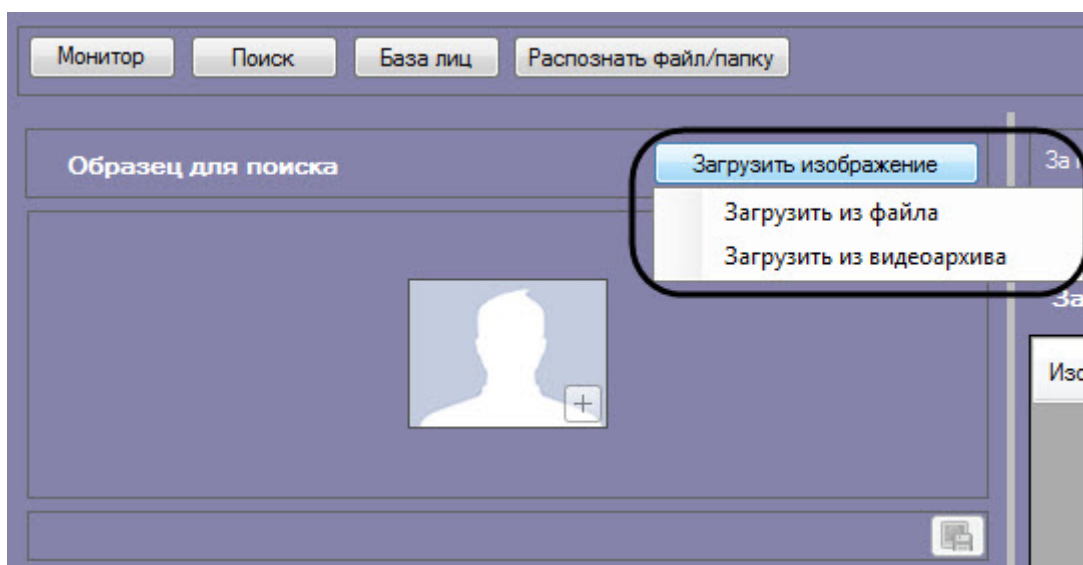 Монитор Поиск База лиц Распознать файл/папку
Образец для поиска
Загрузить изображение
Загрузить из файла
Загрузить из видеоархива